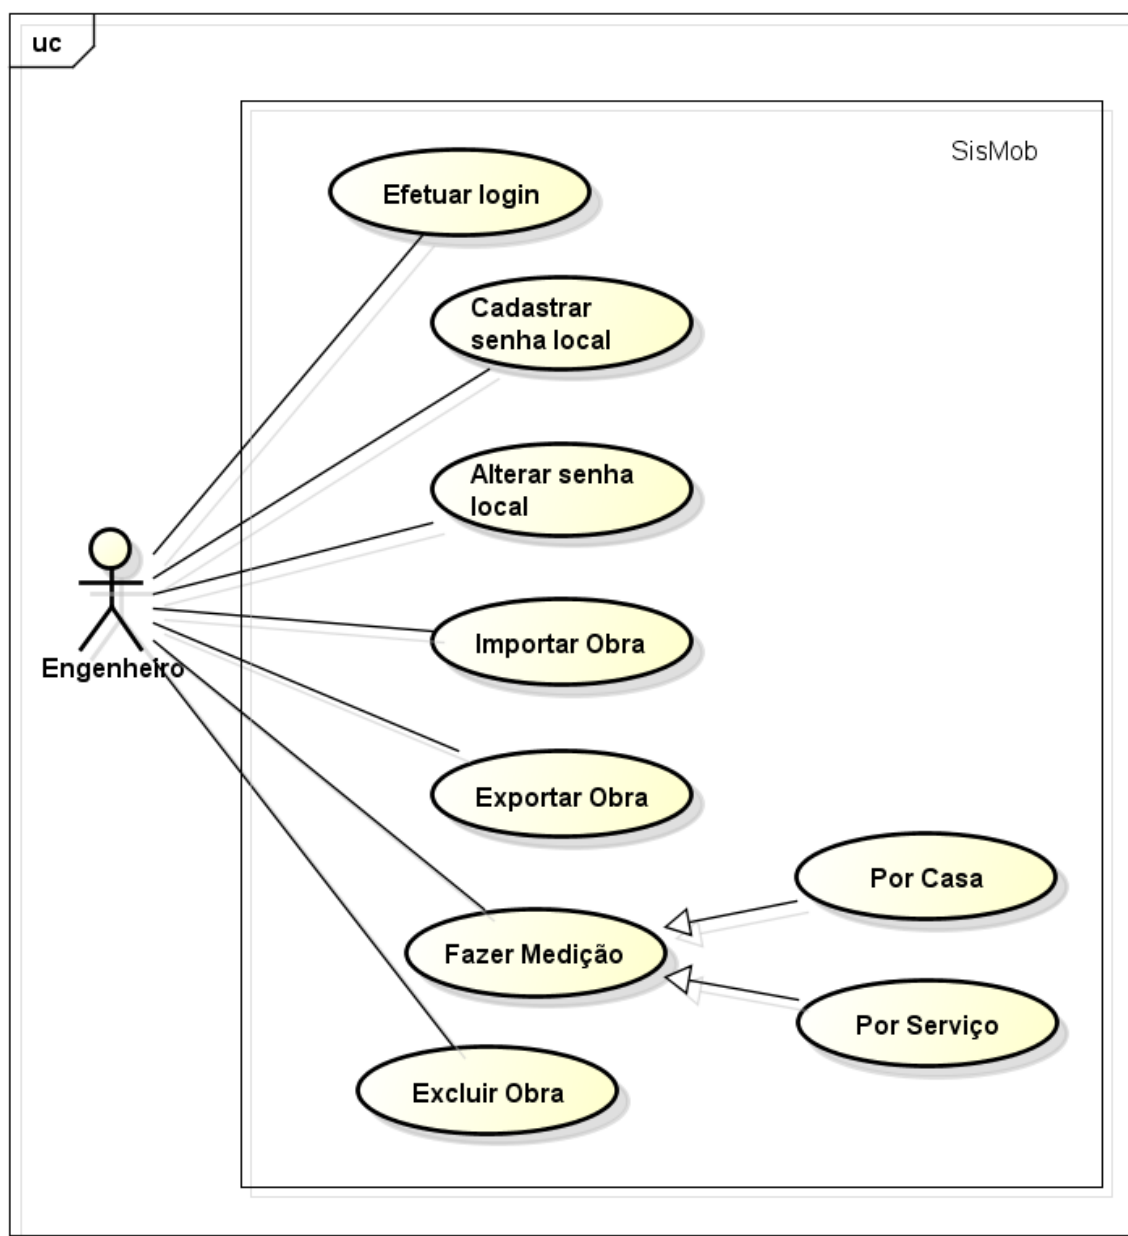 uc
SisMob
Efetuar login
Cadastrar
senha local
Alterar senha
local
Engenheiro
Importar Obra
Exportar Obra
Por Casa
Fazer Medição
Por Serviço
Excluir Obra